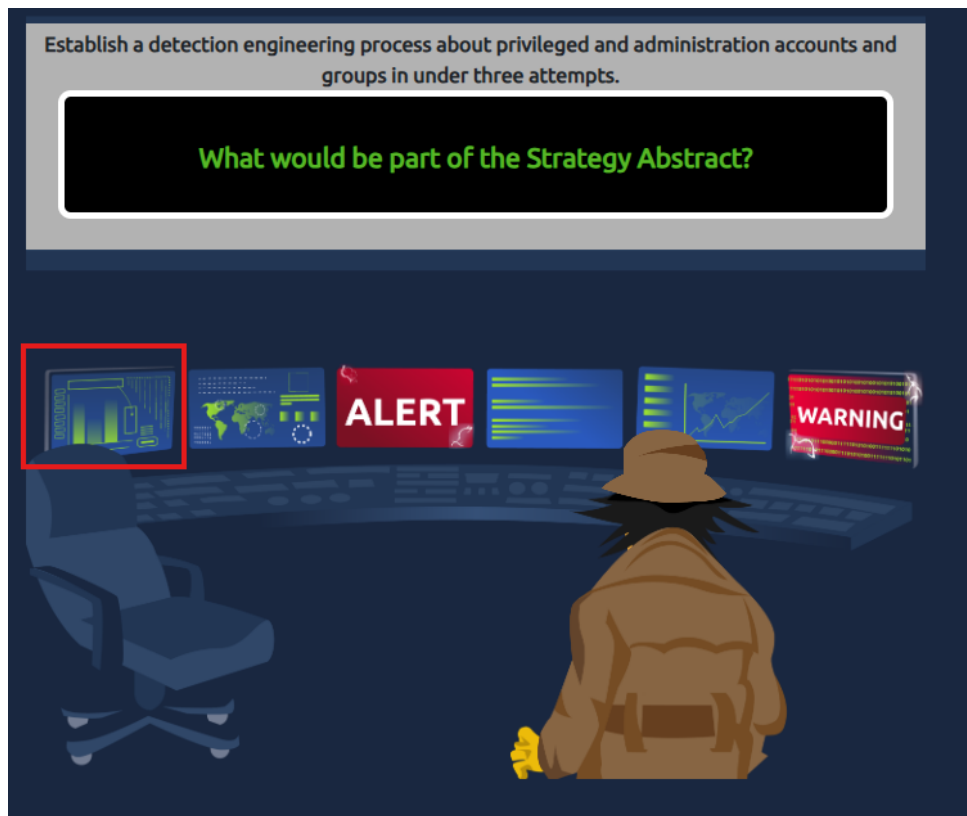 Establish a detection engineering process about privileged and administration accounts and
groups in under three attempts.
What would be part of the Strategy Abstract?
ALERT
WARNING